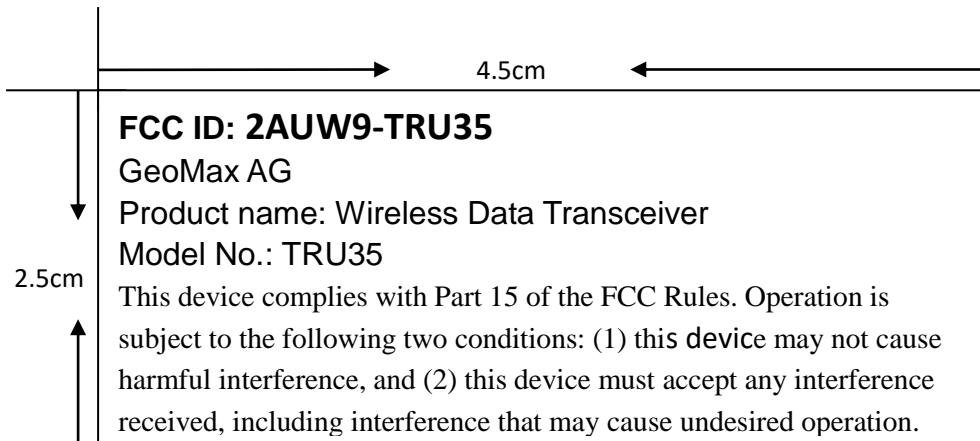 4.5cm
FCC ID: 2AUW9-TRU35
GeoMax AG
Product name: Wireless Data Transceiver
Model No.: TRU35
2.5cm
This device complies with Part 15 of the FCC Rules. Operation is
subject to the following two conditions: (1) this device may not cause
harmful interference, and (2) this device must accept any interference
received, including interference that may cause undesired operation.